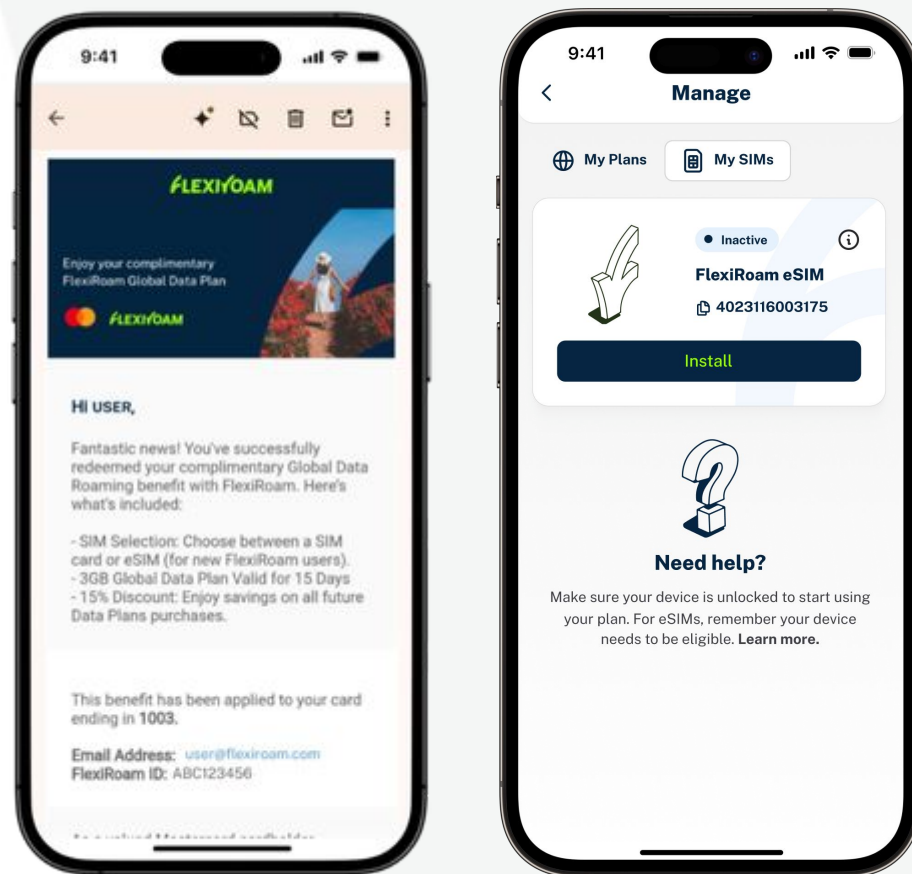 9:41
FLEXIROAM
Enjoy your complimentary
FlexiRoam Global Data Plan
FLEXIROAM
Hi USER,
Fantastic news! You've successfully
redeemed your complimentary Global Data
Roaming benefit with FlexiRoam. Here's
what's included:
- SIM Selection: Choose between a SIM
card or eSIM (for new FlexiRoam users).
- 3GB Global Data Plan Valid for 15 Days
- 15% Discount: Enjoy savings on all future
Data Plans purchases.
This benefit has been applied to your card
ending in 1003.
Email Address: user@flexiroam.com
FlexiRoam ID: ABC123456
9:41
Manage
My Plans
My SIMs
Inactive
FlexiRoam eSIM
4023116003175
Install
Need help?
Make sure your device is unlocked to start using
your plan. For eSIMs, remember your device
needs to be eligible. Learn more.